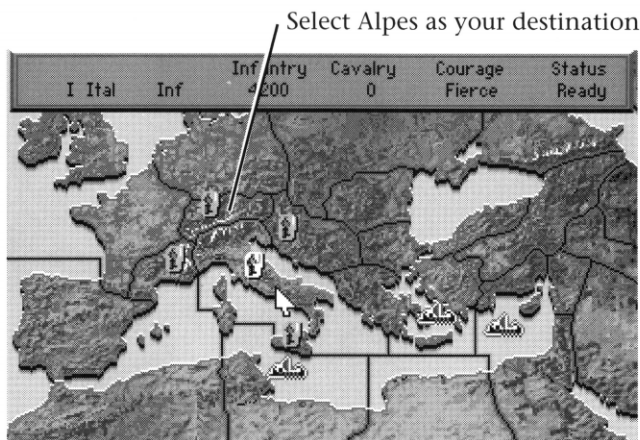 Select Alpes as your destination
Infantry Cavalry Courage Status
I Ital Inf 4200 0 Fierce Ready